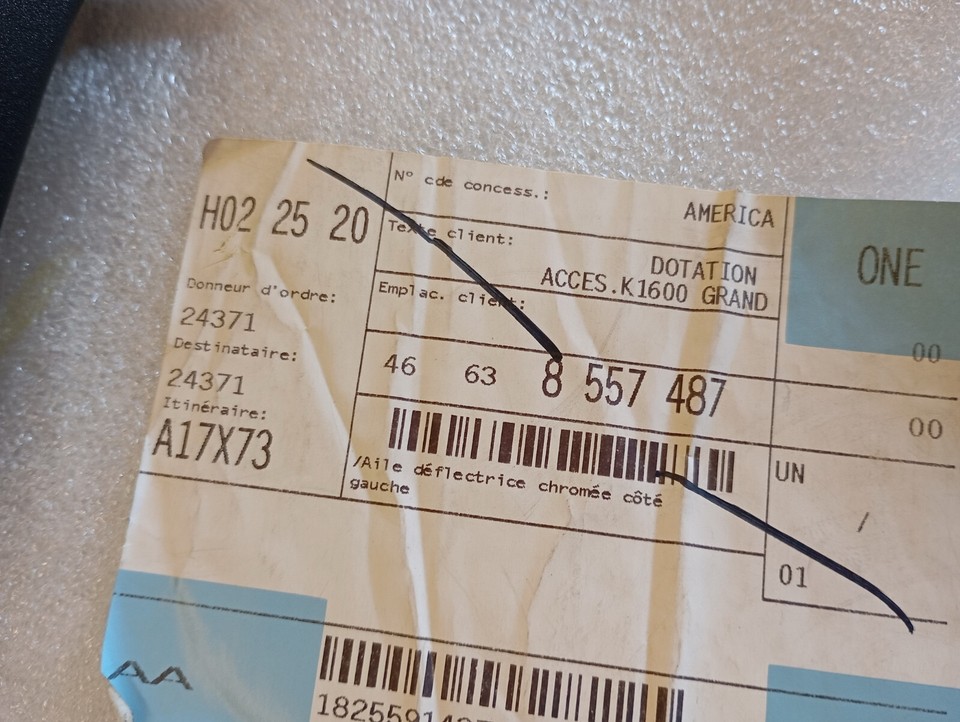 N° cde concess.:
AMERICA
H02 25 20
Texte client:
DOTATION
ACCES.K1600 GRAND
ONE
Donneur d'ordre:
24371
Emplac. client:
00
Destinataire:
24371
46 63 8 557 487
00
Itinéraire:
A17X73
/Aile déflectrice chromée côté
gauche
UN
/
01
AA